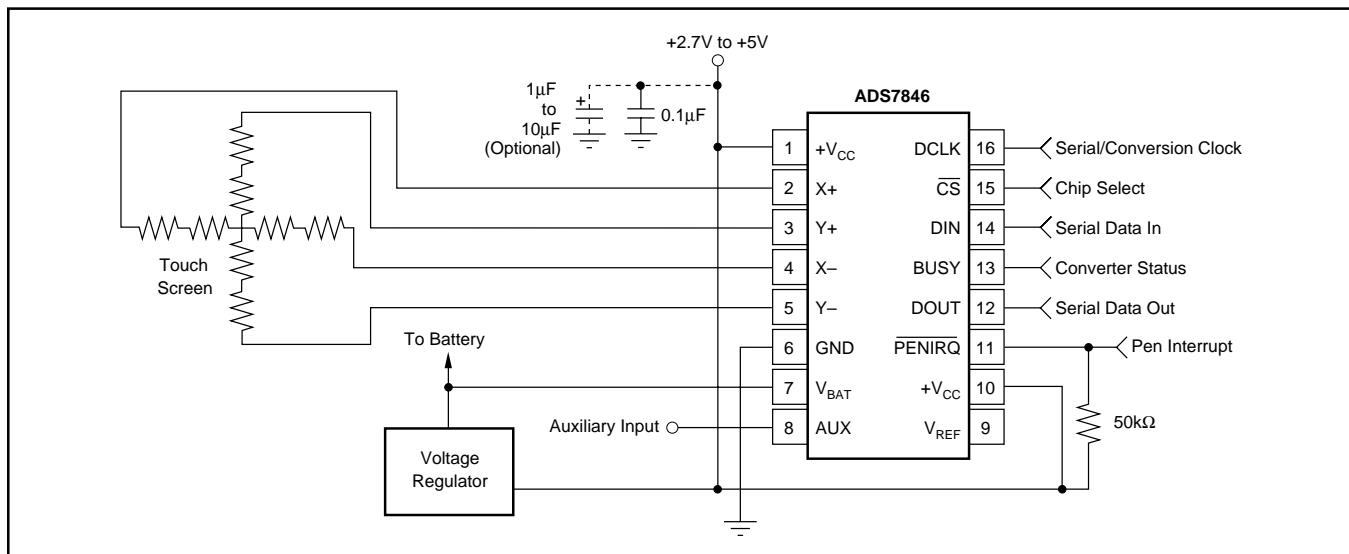 +2.7V to +5V
1µF
to
10µF
(Optional)
+
0.1µF
ADS7846
1 +VCC DCLK 16 Serial/Conversion Clock
2 X+ CS 15 Chip Select
3 Y+ DIN 14 Serial Data In
4 X– BUSY 13 Converter Status
5 Y– DOUT 12 Serial Data Out
6 GND PENIRQ 11 Pen Interrupt
7 VBAT +VCC 10
8 AUX VREF 9
Touch
Screen
To Battery
Auxiliary Input
50kΩ
Voltage
Regulator